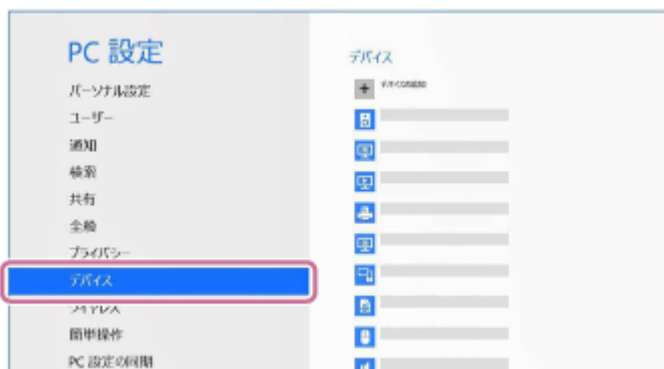 PC 設定
パーソナル設定
ユーザー
通知
検索
共有
全般
プライバシー
デバイス
ワイヤレス
簡単操作
PC 設定の同期
デバイス
デバイスの追加